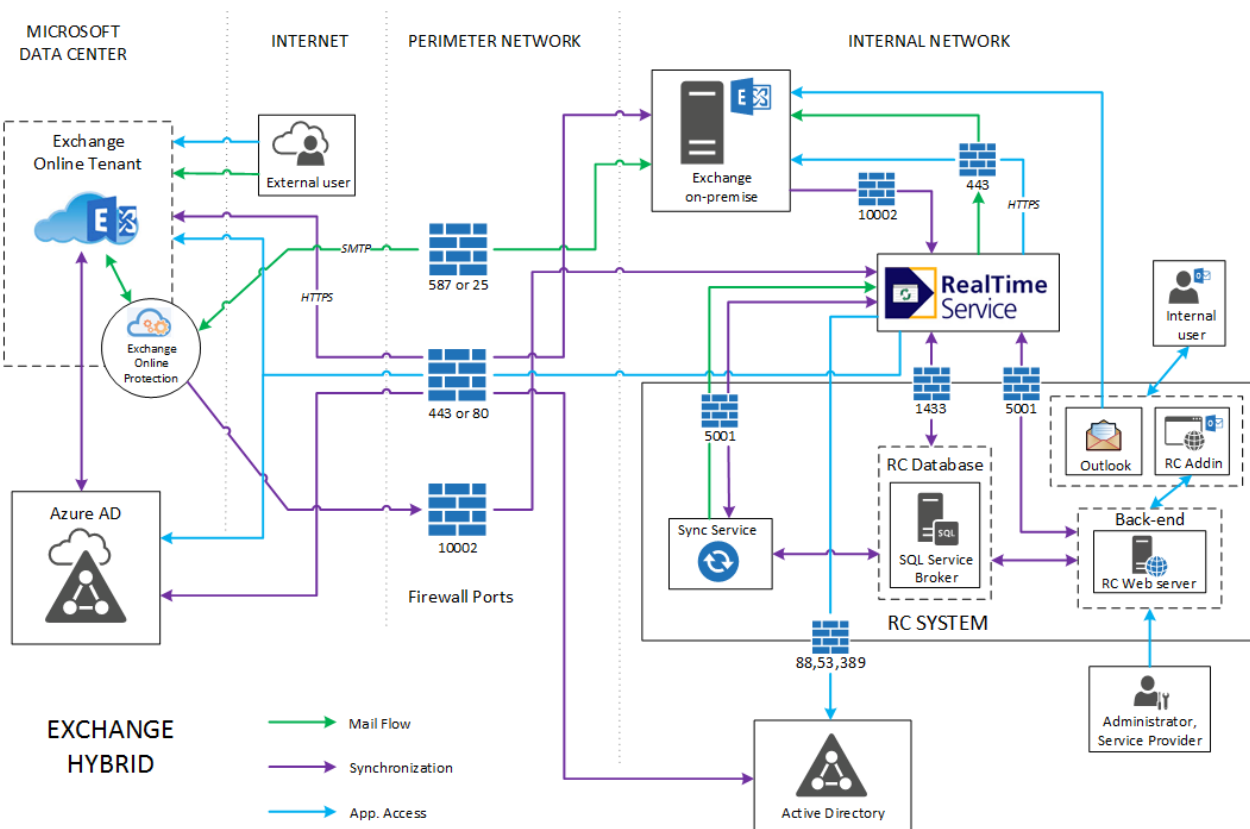 MICROSOFT
DATA CENTER
INTERNET
PERIMETER NETWORK
INTERNAL NETWORK
Exchange
Online Tenant
E
External user
E
Exchange
on-premise
443
10002
HTTPS
SMTP
587 or 25
HTTPS
RealTime
Service
Internal
user
Exchange
Online
Protection
443 or 80
5001
1433
5001
Outlook
RC Addin
RC Database
SQL
SQL Service
Broker
Azure AD
10002
Sync Service
Back-end
RC Web server
Firewall Ports
RC SYSTEM
88,53,389
EXCHANGE
HYBRID
Mail Flow
Synchronization
App. Access
Active Directory
Administrator,
Service Provider